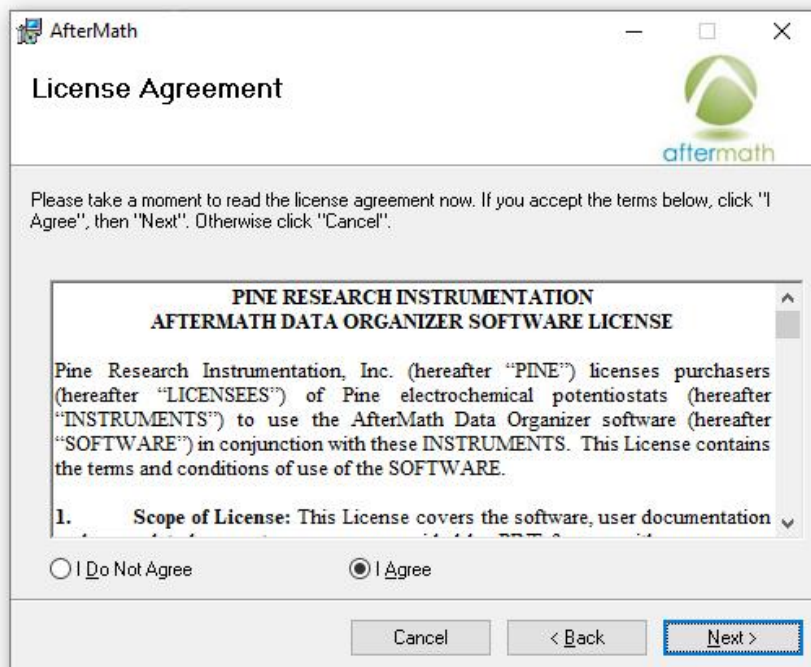 AfterMath
License Agreement
aftermath
Please take a moment to read the license agreement now. If you accept the terms below, click "I
Agree", then "Next". Otherwise click "Cancel".
PINE RESEARCH INSTRUMENTATION
AFTERMATH DATA ORGANIZER SOFTWARE LICENSE
Pine Research Instrumentation, Inc. (hereafter “PINE”) licenses purchasers
(hereafter “LICENSEES”) of Pine electrochemical potentiostats (hereafter
“INSTRUMENTS”) to use the AfterMath Data Organizer software (hereafter
“SOFTWARE”) in conjunction with these INSTRUMENTS. This License contains
the terms and conditions of use of the SOFTWARE.
1. Scope of License: This License covers the software, user documentation
I Do Not Agree
I Agree
Cancel
< Back
Next >